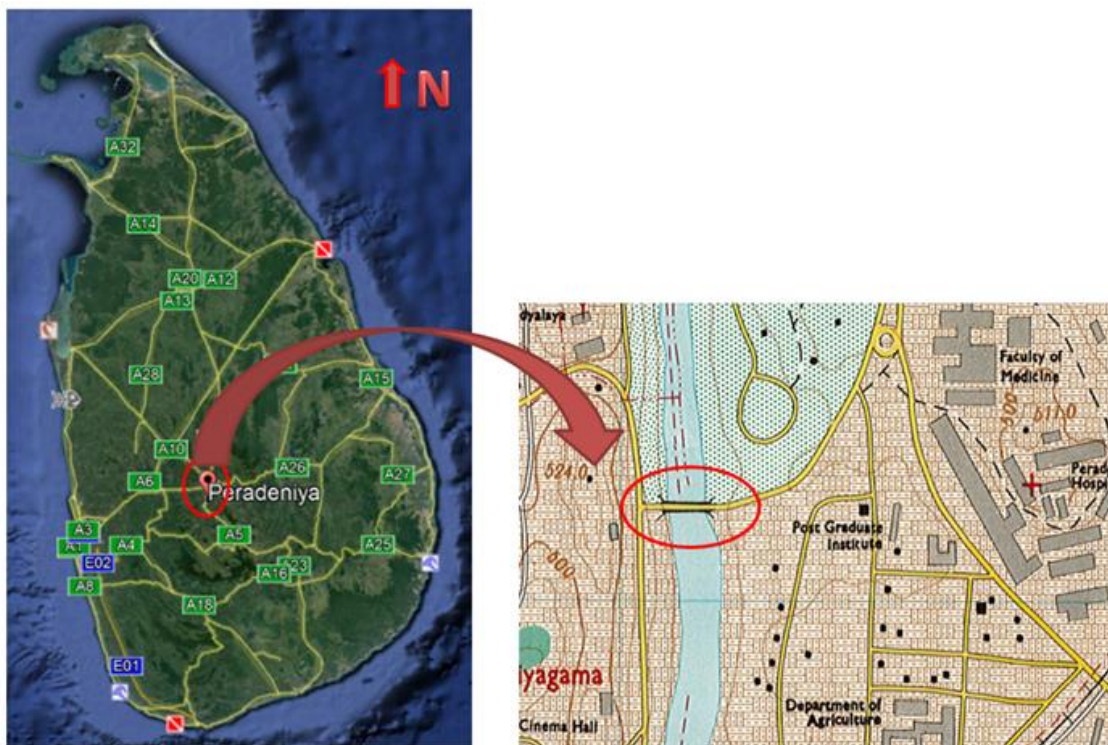 N
A32
A14
A20
A12
A13
A28
A15
A10
A26
A6
A27
Peradeniya
A3
A5
A4
A25
E02
A23
A16
A8
A18
E01
dyalaya
Faculty of
Medicine
600
511.0
524.0
Perad
Hospi
Post Graduate
Institute
600
iyagama
Department of
Agriculture
Cinema Hall